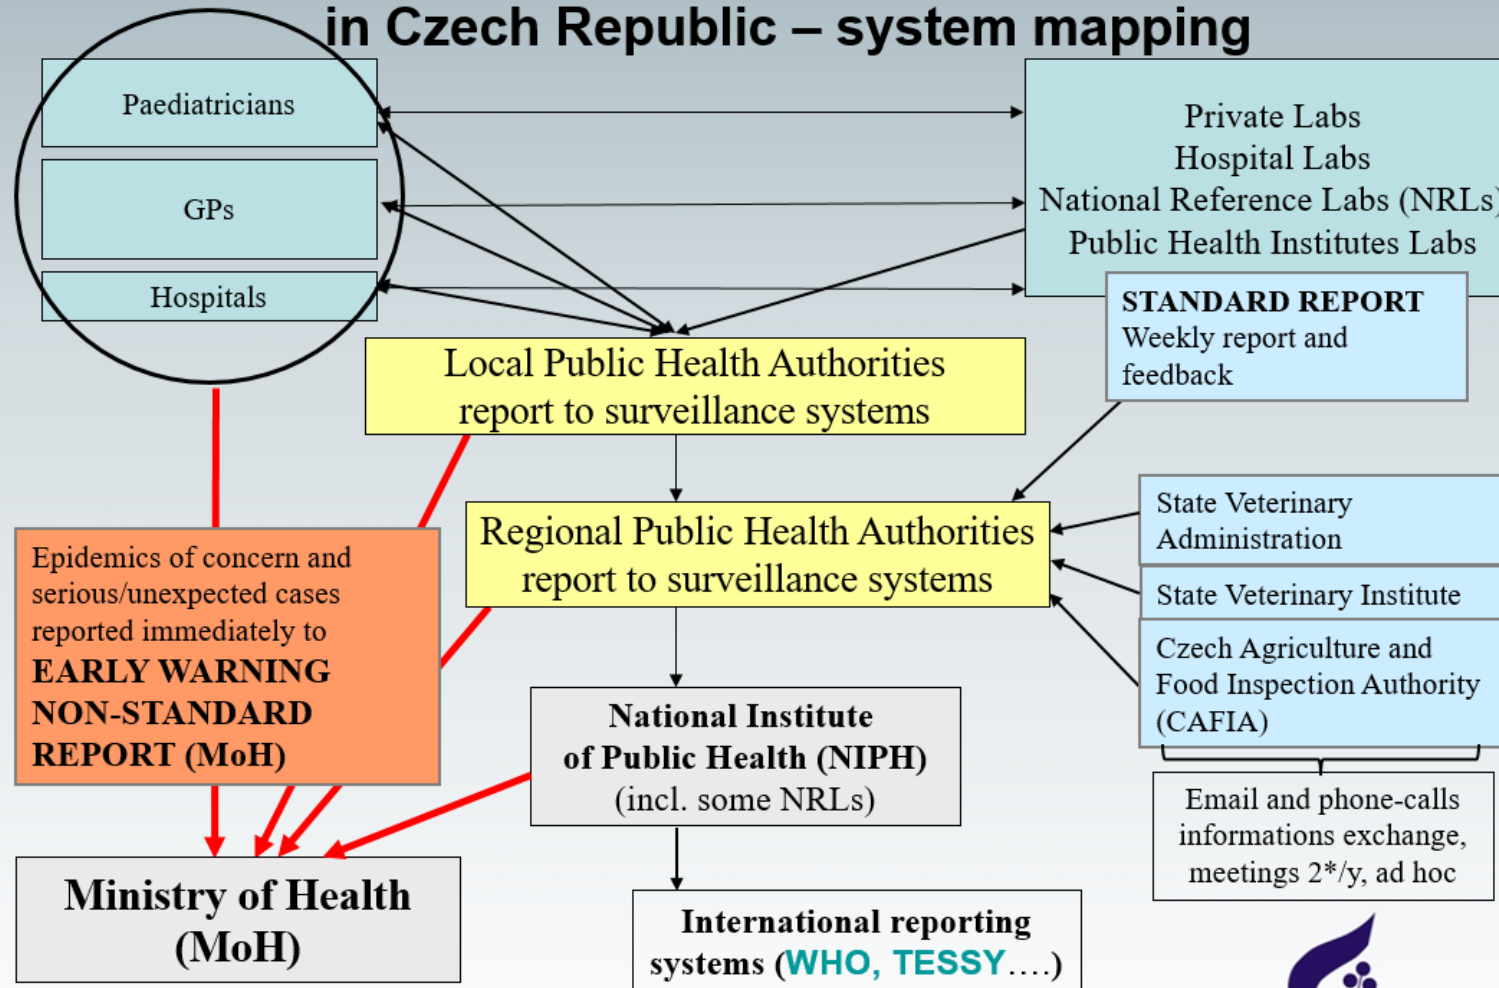 in Czech Republic – system mapping
Paediatricians
GPs
Hospitals
Private Labs
Hospital Labs
National Reference Labs (NRLs)
Public Health Institutes Labs
STANDARD REPORT
Weekly report and
feedback
Local Public Health Authorities
report to surveillance systems
Regional Public Health Authorities
report to surveillance systems
State Veterinary
Administration
State Veterinary Institute
Czech Agriculture and
Food Inspection Authority
(CAFIA)
Epidemics of concern and
serious/unexpected cases
reported immediately to
EARLY WARNING
NON-STANDARD
REPORT (MoH)
National Institute
of Public Health (NIPH)
(incl. some NRLs)
Email and phone-calls
informations exchange,
meetings 2*/y, ad hoc
Ministry of Health
(MoH)
International reporting
systems (WHO, TESSY….)